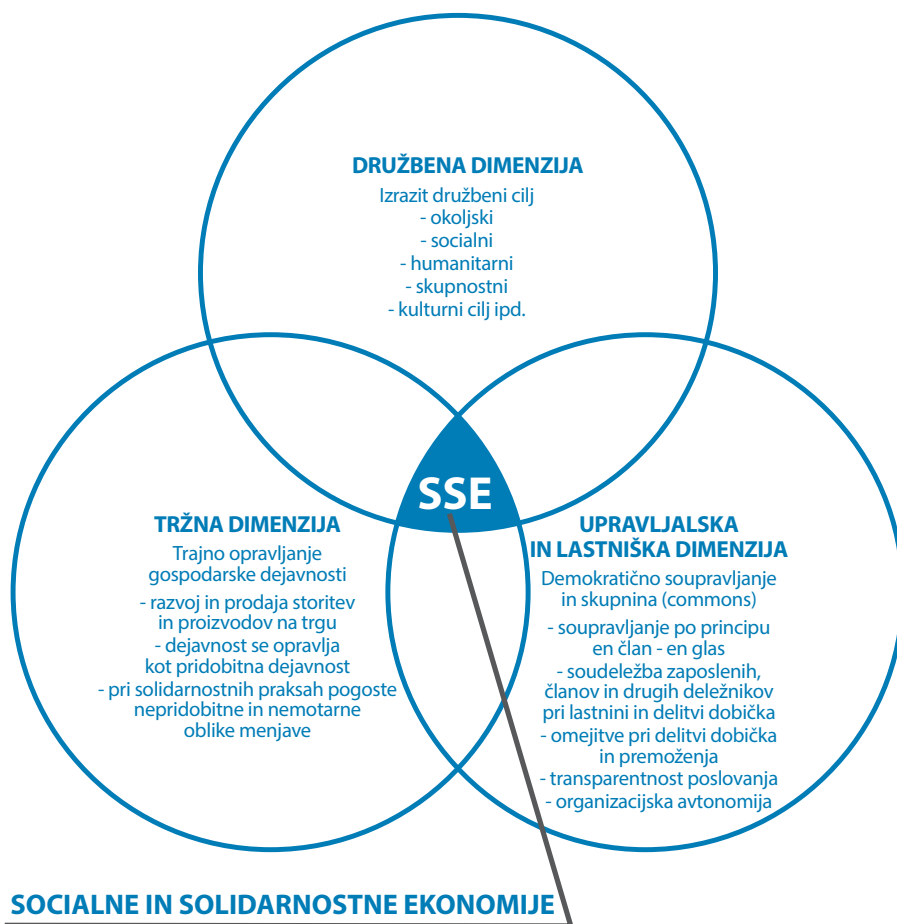 DRUŽBENA DIMENZIJA
Izrazit družbeni cilj
- okoljski
- socialni
- humanitarni
- skupnostni
- kulturni cilj ipd.
SSE
TRŽNA DIMENZIJA
Trajno opravljanje
gospodarske dejavnosti
- razvoj in prodaja storitev
in proizvodov na trgu
- dejavnost se opravlja
kot pridobitna dejavnost
- pri solidarnostnih praksah pogoste
nepridobitne in nemotarne
oblike menjave
UPRAVLJALSKA
IN LASTNIŠKA DIMENZIJA
Demokratično soupravljanje
in skupnina (commons)
- soupravljanje po principu
en član - en glas
- soudeležba zaposlenih,
članov in drugih deležnikov
pri lastnini in delitvi dobička
- omejitve pri delitvi dobička
in premoženja
- transparentnost poslovanja
- organizacijska avtonomija
SOCIALNE IN SOLIDARNOSTNE EKONOMIJE